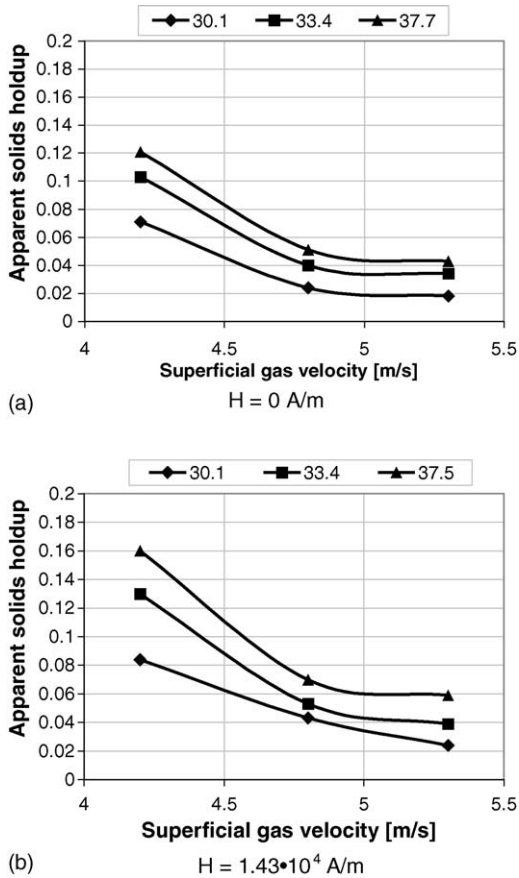 30.1 33.4 37.7
0.2
0.18
0.16
0.14
0.12
0.1
0.08
0.06
0.04
0.02
0
Apparent solids holdup
4 4.5 5 5.5
Superficial gas velocity [m/s]
(a) H = 0 A/m
30.1 33.4 37.5
0.2
0.18
0.16
0.14
0.12
0.1
0.08
0.06
0.04
0.02
0
Apparent solids holdup
4 4.5 5 5.5
Superficial gas velocity [m/s]
(b) H = 1.43•10⁴ A/m